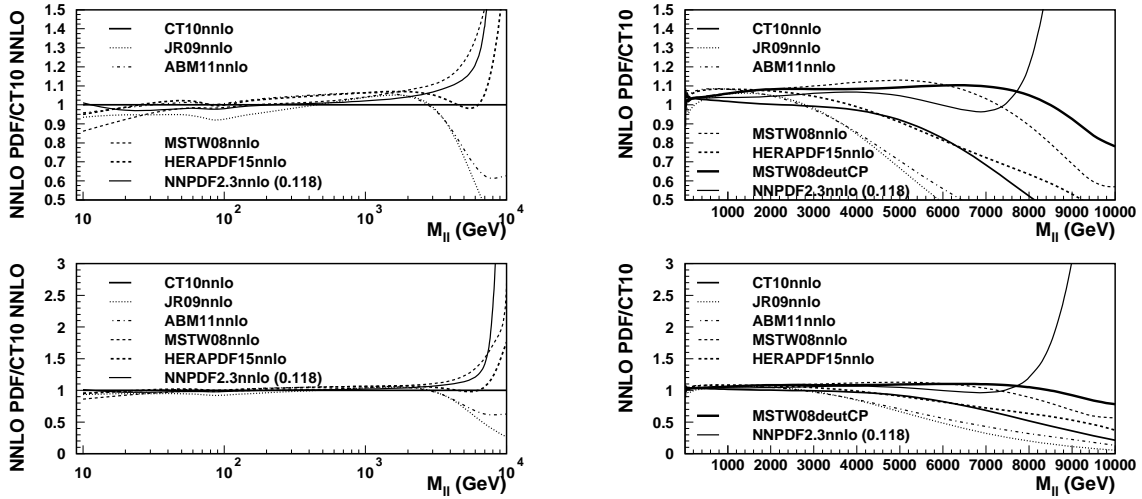 NNLO PDF/CT10 NNLO
1.5
1.4
1.3
1.2
1.1
1
0.9
0.8
0.7
0.6
0.5
CT10nnlo
JR09nnlo
ABM11nnlo
MSTW08nnlo
HERAPDF15nnlo
NNPDF2.3nnlo (0.118)
10 10^2 10^3 10^4
M_ll (GeV)
NNLO PDF/CT10
1.5
1.4
1.3
1.2
1.1
1
0.9
0.8
0.7
0.6
0.5
CT10nnlo
JR09nnlo
ABM11nnlo
MSTW08nnlo
HERAPDF15nnlo
MSTW08deutCP
NNPDF2.3nnlo (0.118)
1000 2000 3000 4000 5000 6000 7000 8000 9000 10000
M_ll (GeV)
NNLO PDF/CT10 NNLO
3
2.5
2
1.5
1
0.5
0
CT10nnlo
JR09nnlo
ABM11nnlo
MSTW08nnlo
HERAPDF15nnlo
NNPDF2.3nnlo (0.118)
10 10^2 10^3 10^4
M_ll (GeV)
NNLO PDF/CT10
3
2.5
2
1.5
1
0.5
0
CT10nnlo
JR09nnlo
ABM11nnlo
MSTW08nnlo
HERAPDF15nnlo
MSTW08deutCP
NNPDF2.3nnlo (0.118)
1000 2000 3000 4000 5000 6000 7000 8000 9000 10000
M_ll (GeV)